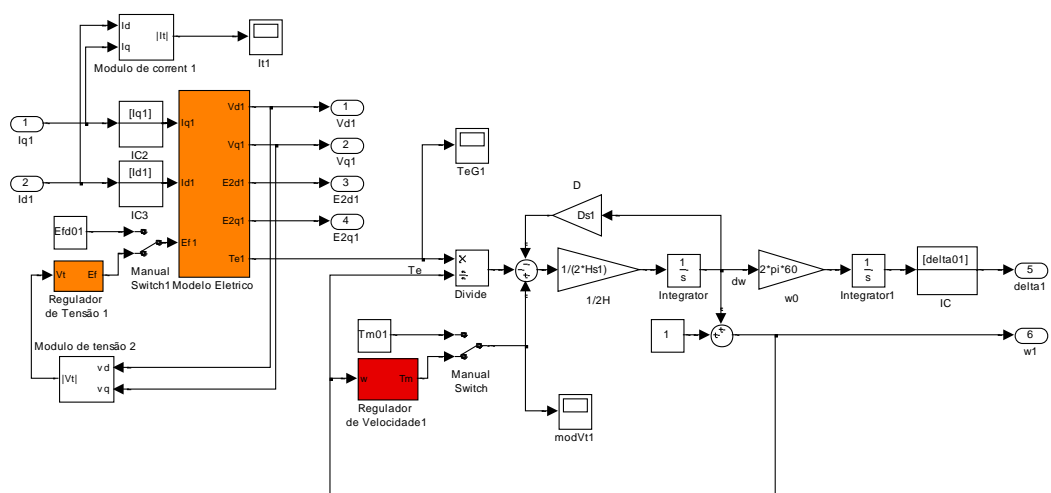 Id
Iq
|It|
Modulo de corrent 1
It1
1
Iq1
[Iq1]
IC2
2
Id1
[Id1]
IC3
Iq1
Id1
Ef1
Vd1
Vq1
E2d1
E2q1
Te1
Modelo Eletrico
1
Vd1
2
Vq1
3
E2d1
4
E2q1
Efd01
Manual
Switch1
Vt
Ef
Regulador
de Tensão 1
Modulo de tensão 2
|Vt|
vd
vq
TeG1
Te
×
÷
Divide
D
Ds1
1/(2*Hs1)
1/2H
1
s
Integrator
dw
2*pi*60
w0
1
s
Integrator1
[delta01]
IC
5
delta1
1
6
w1
Tm01
w
Tm
Regulador
de Velocidade1
Manual
Switch
modVt1